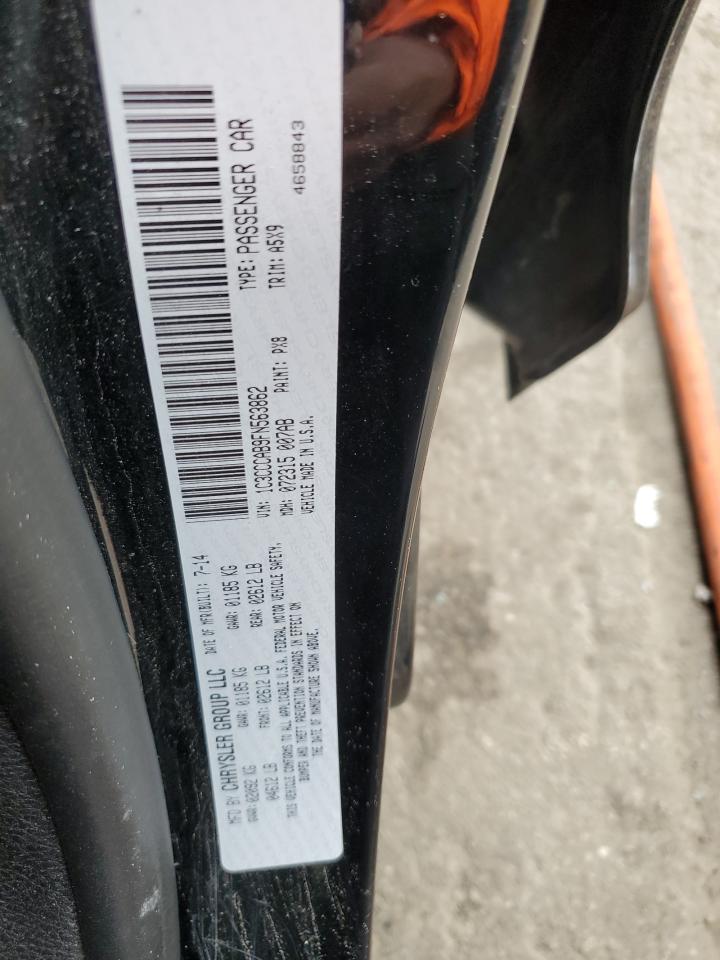 MFD BY CHRYSLER GROUP LLC DATE OF MFR(BUILT): 7-14
GVWR: 02092 KG GAWR: 01185 KG GAWR: 01185 KG
04612 LB FRONT: 02612 LB REAR: 02612 LB
THIS VEHICLE CONFORMS TO ALL APPLICABLE U.S.A. FEDERAL MOTOR VEHICLE SAFETY,
BUMPER AND THEFT PREVENTION STANDARDS IN EFFECT ON
THE DATE OF MANUFACTURE SHOWN ABOVE.
VIN: 1C3CCCAB9FN563862 TYPE: PASSENGER CAR
MDH: 072315 007AB PAINT: PX8 TRIM: A5X9
VEHICLE MADE IN U.S.A. 4658843